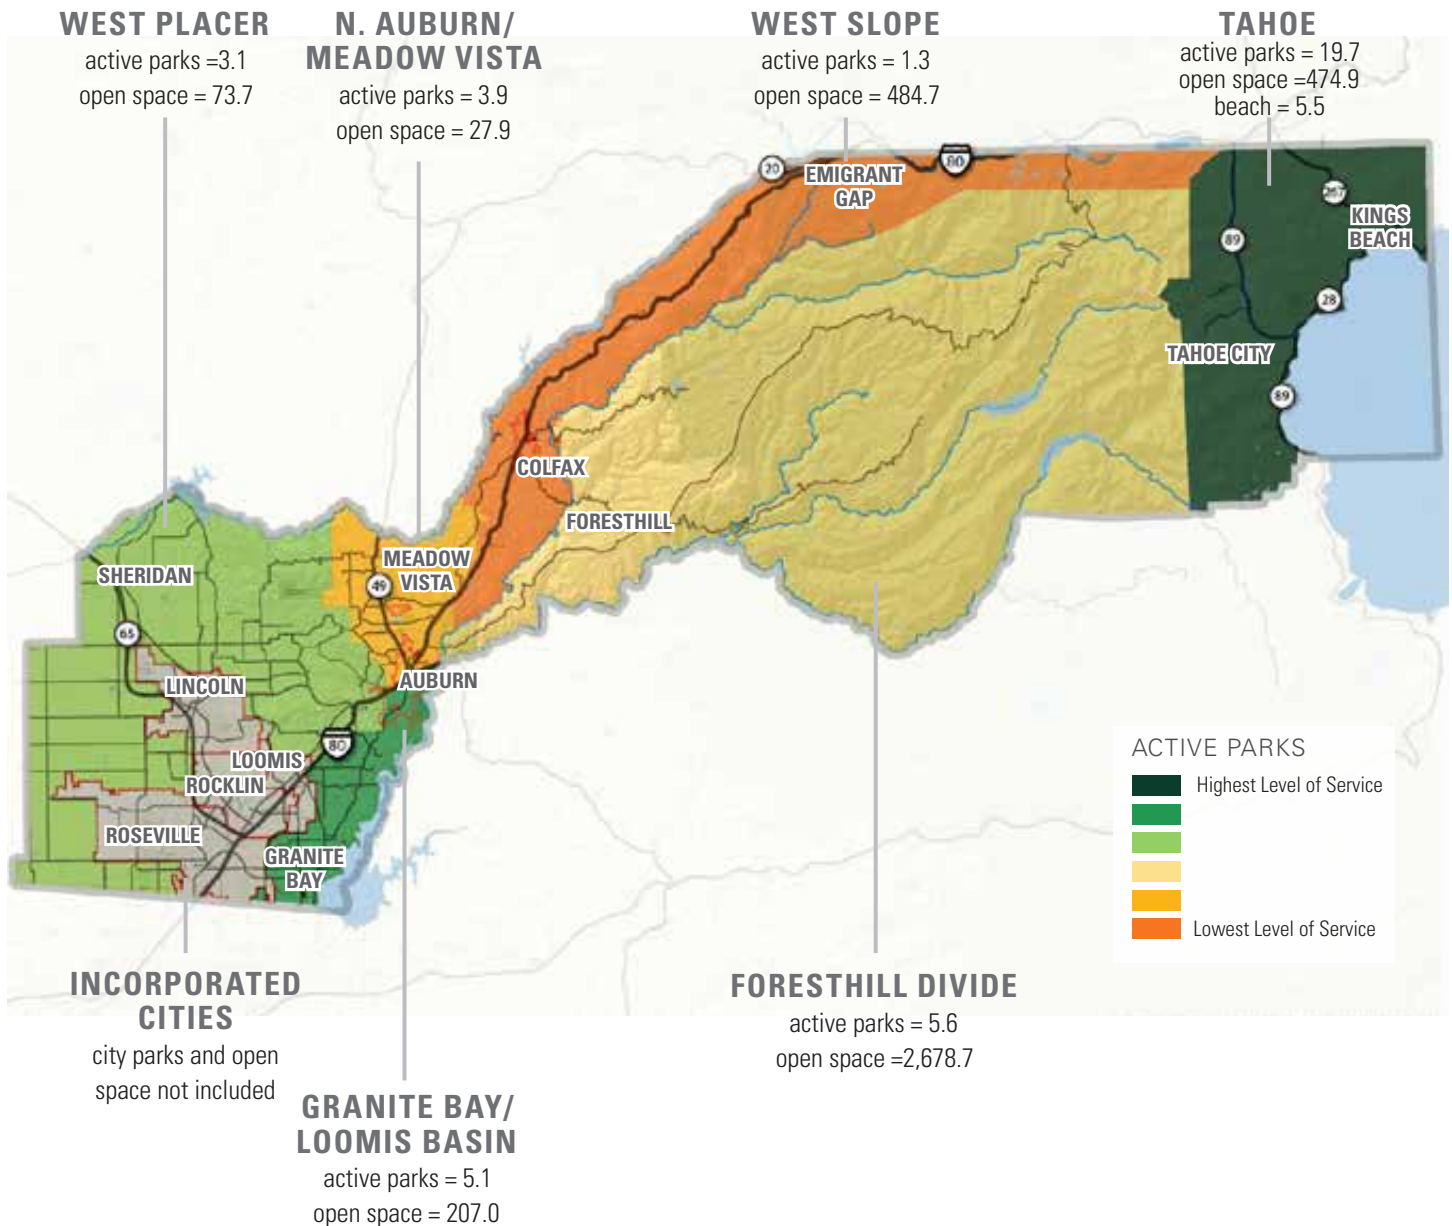 WEST PLACER
active parks =3.1
open space = 73.7
N. AUBURN/
MEADOW VISTA
active parks = 3.9
open space = 27.9
WEST SLOPE
active parks = 1.3
open space = 484.7
TAHOE
active parks = 19.7
open space =474.9
beach = 5.5
20
EMIGRANT
GAP
80
267
KINGS
BEACH
89
28
TAHOE CITY
89
COLFAX
FORESTHILL
MEADOW
VISTA
49
SHERIDAN
65
LINCOLN
AUBURN
80
LOOMIS
ROCKLIN
ROSEVILLE
GRANITE
BAY
ACTIVE PARKS
Highest Level of Service
Lowest Level of Service
INCORPORATED
CITIES
city parks and open
space not included
GRANITE BAY/
LOOMIS BASIN
active parks = 5.1
open space = 207.0
FORESTHILL DIVIDE
active parks = 5.6
open space =2,678.7